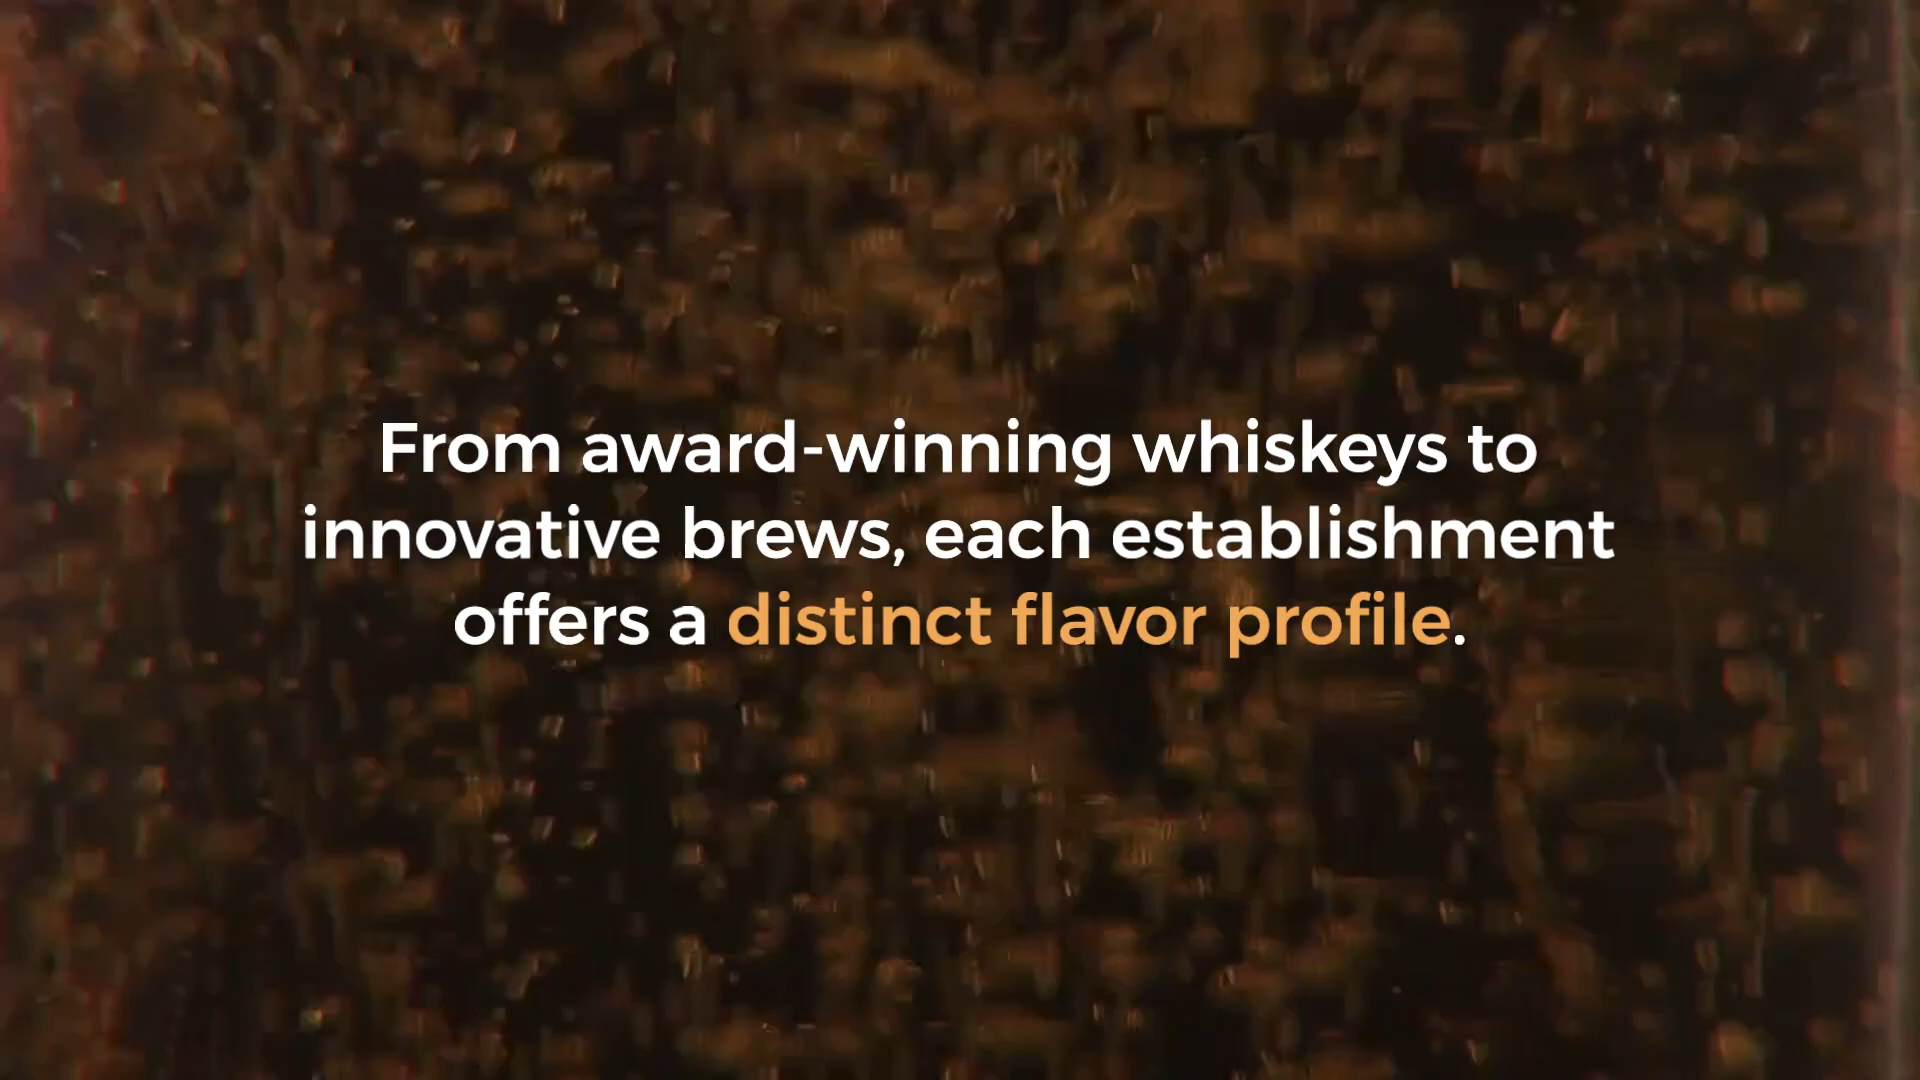 From award-winning whiskeys to
innovative brews, each establishment
offers a distinct flavor profile.